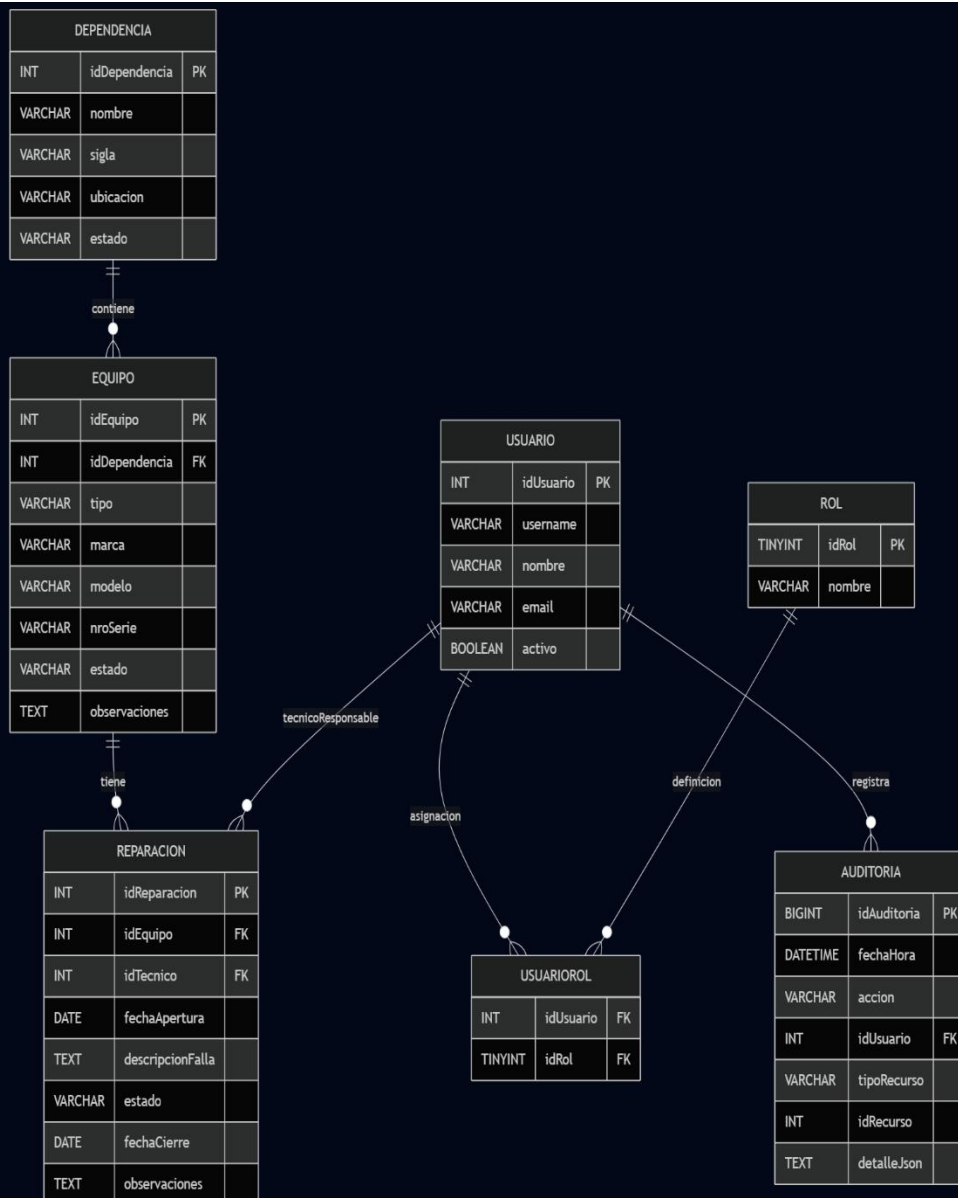 DEPENDENCIA
INT idDependencia PK
VARCHAR nombre
VARCHAR sigla
VARCHAR ubicacion
VARCHAR estado
contiene
EQUIPO
INT idEquipo PK
INT idDependencia FK
VARCHAR tipo
VARCHAR marca
VARCHAR modelo
VARCHAR nroSerie
VARCHAR estado
TEXT observaciones
USUARIO
INT idUsuario PK
VARCHAR username
VARCHAR nombre
VARCHAR email
BOOLEAN activo
ROL
TINYINT idRol PK
VARCHAR nombre
tecnicoResponsable
tiene
asignacion
definicion
registra
REPARACION
INT idReparacion PK
INT idEquipo FK
INT idTecnico FK
DATE fechaApertura
TEXT descripcionFalla
VARCHAR estado
DATE fechaCierre
TEXT observaciones
USUARIOROL
INT idUsuario FK
TINYINT idRol FK
AUDITORIA
BIGINT idAuditoria PK
DATETIME fechaHora
VARCHAR accion
INT idUsuario FK
VARCHAR tipoRecurso
INT idRecurso
TEXT detalleJson